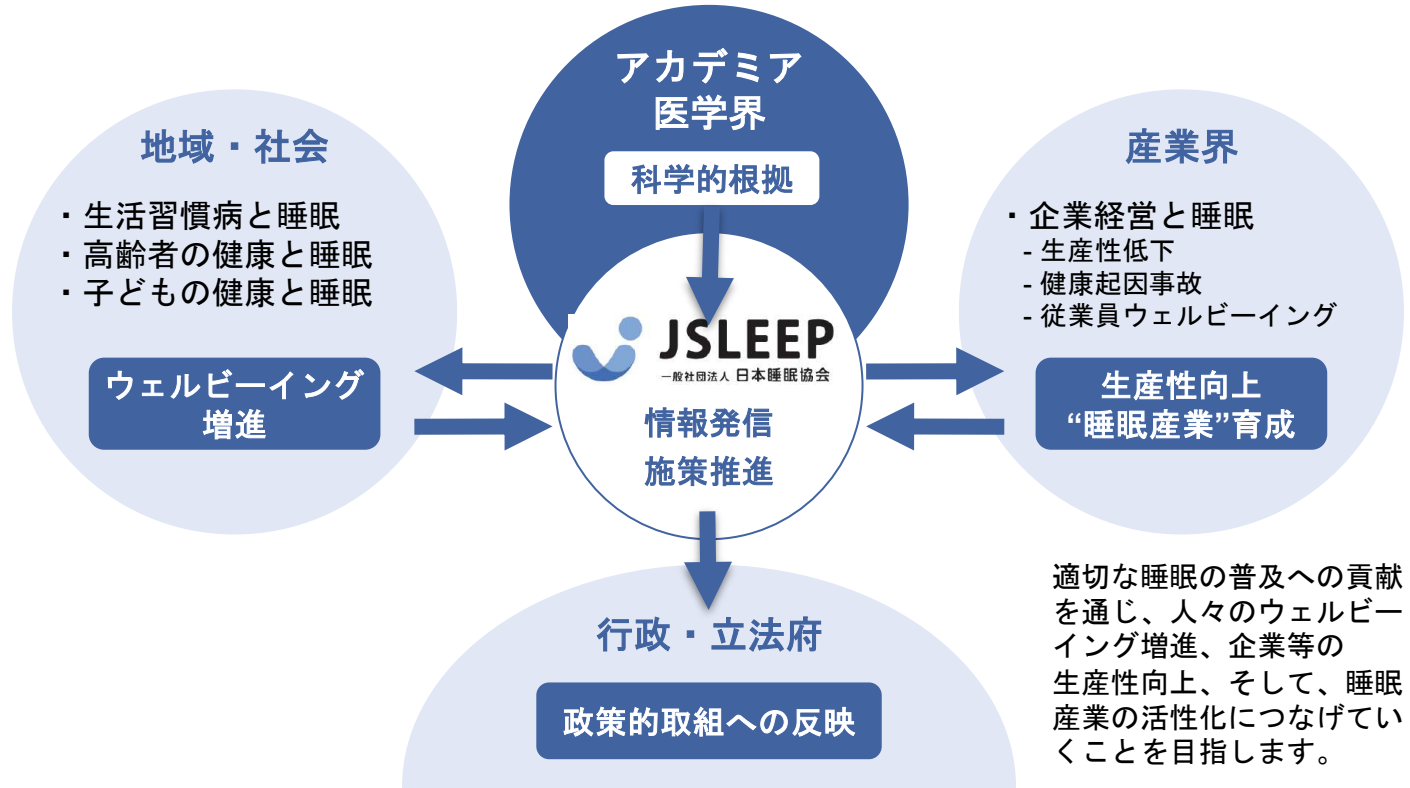 アカデミア
医学界
科学的根拠
地域・社会
・生活習慣病と睡眠
・高齢者の健康と睡眠
・子どもの健康と睡眠
ウェルビーイング
増進
JSLEEP
一般社団法人 日本睡眠協会
情報発信
施策推進
産業界
・企業経営と睡眠
- 生産性低下
- 健康起因事故
- 従業員ウェルビーイング
生産性向上
“睡眠産業”育成
行政・立法府
政策的取組への反映
適切な睡眠の普及への貢献
を通じ、人々のウェルビー
イング増進、企業等の
生産性向上、そして、睡眠
産業の活性化につなげてい
くことを目指します。